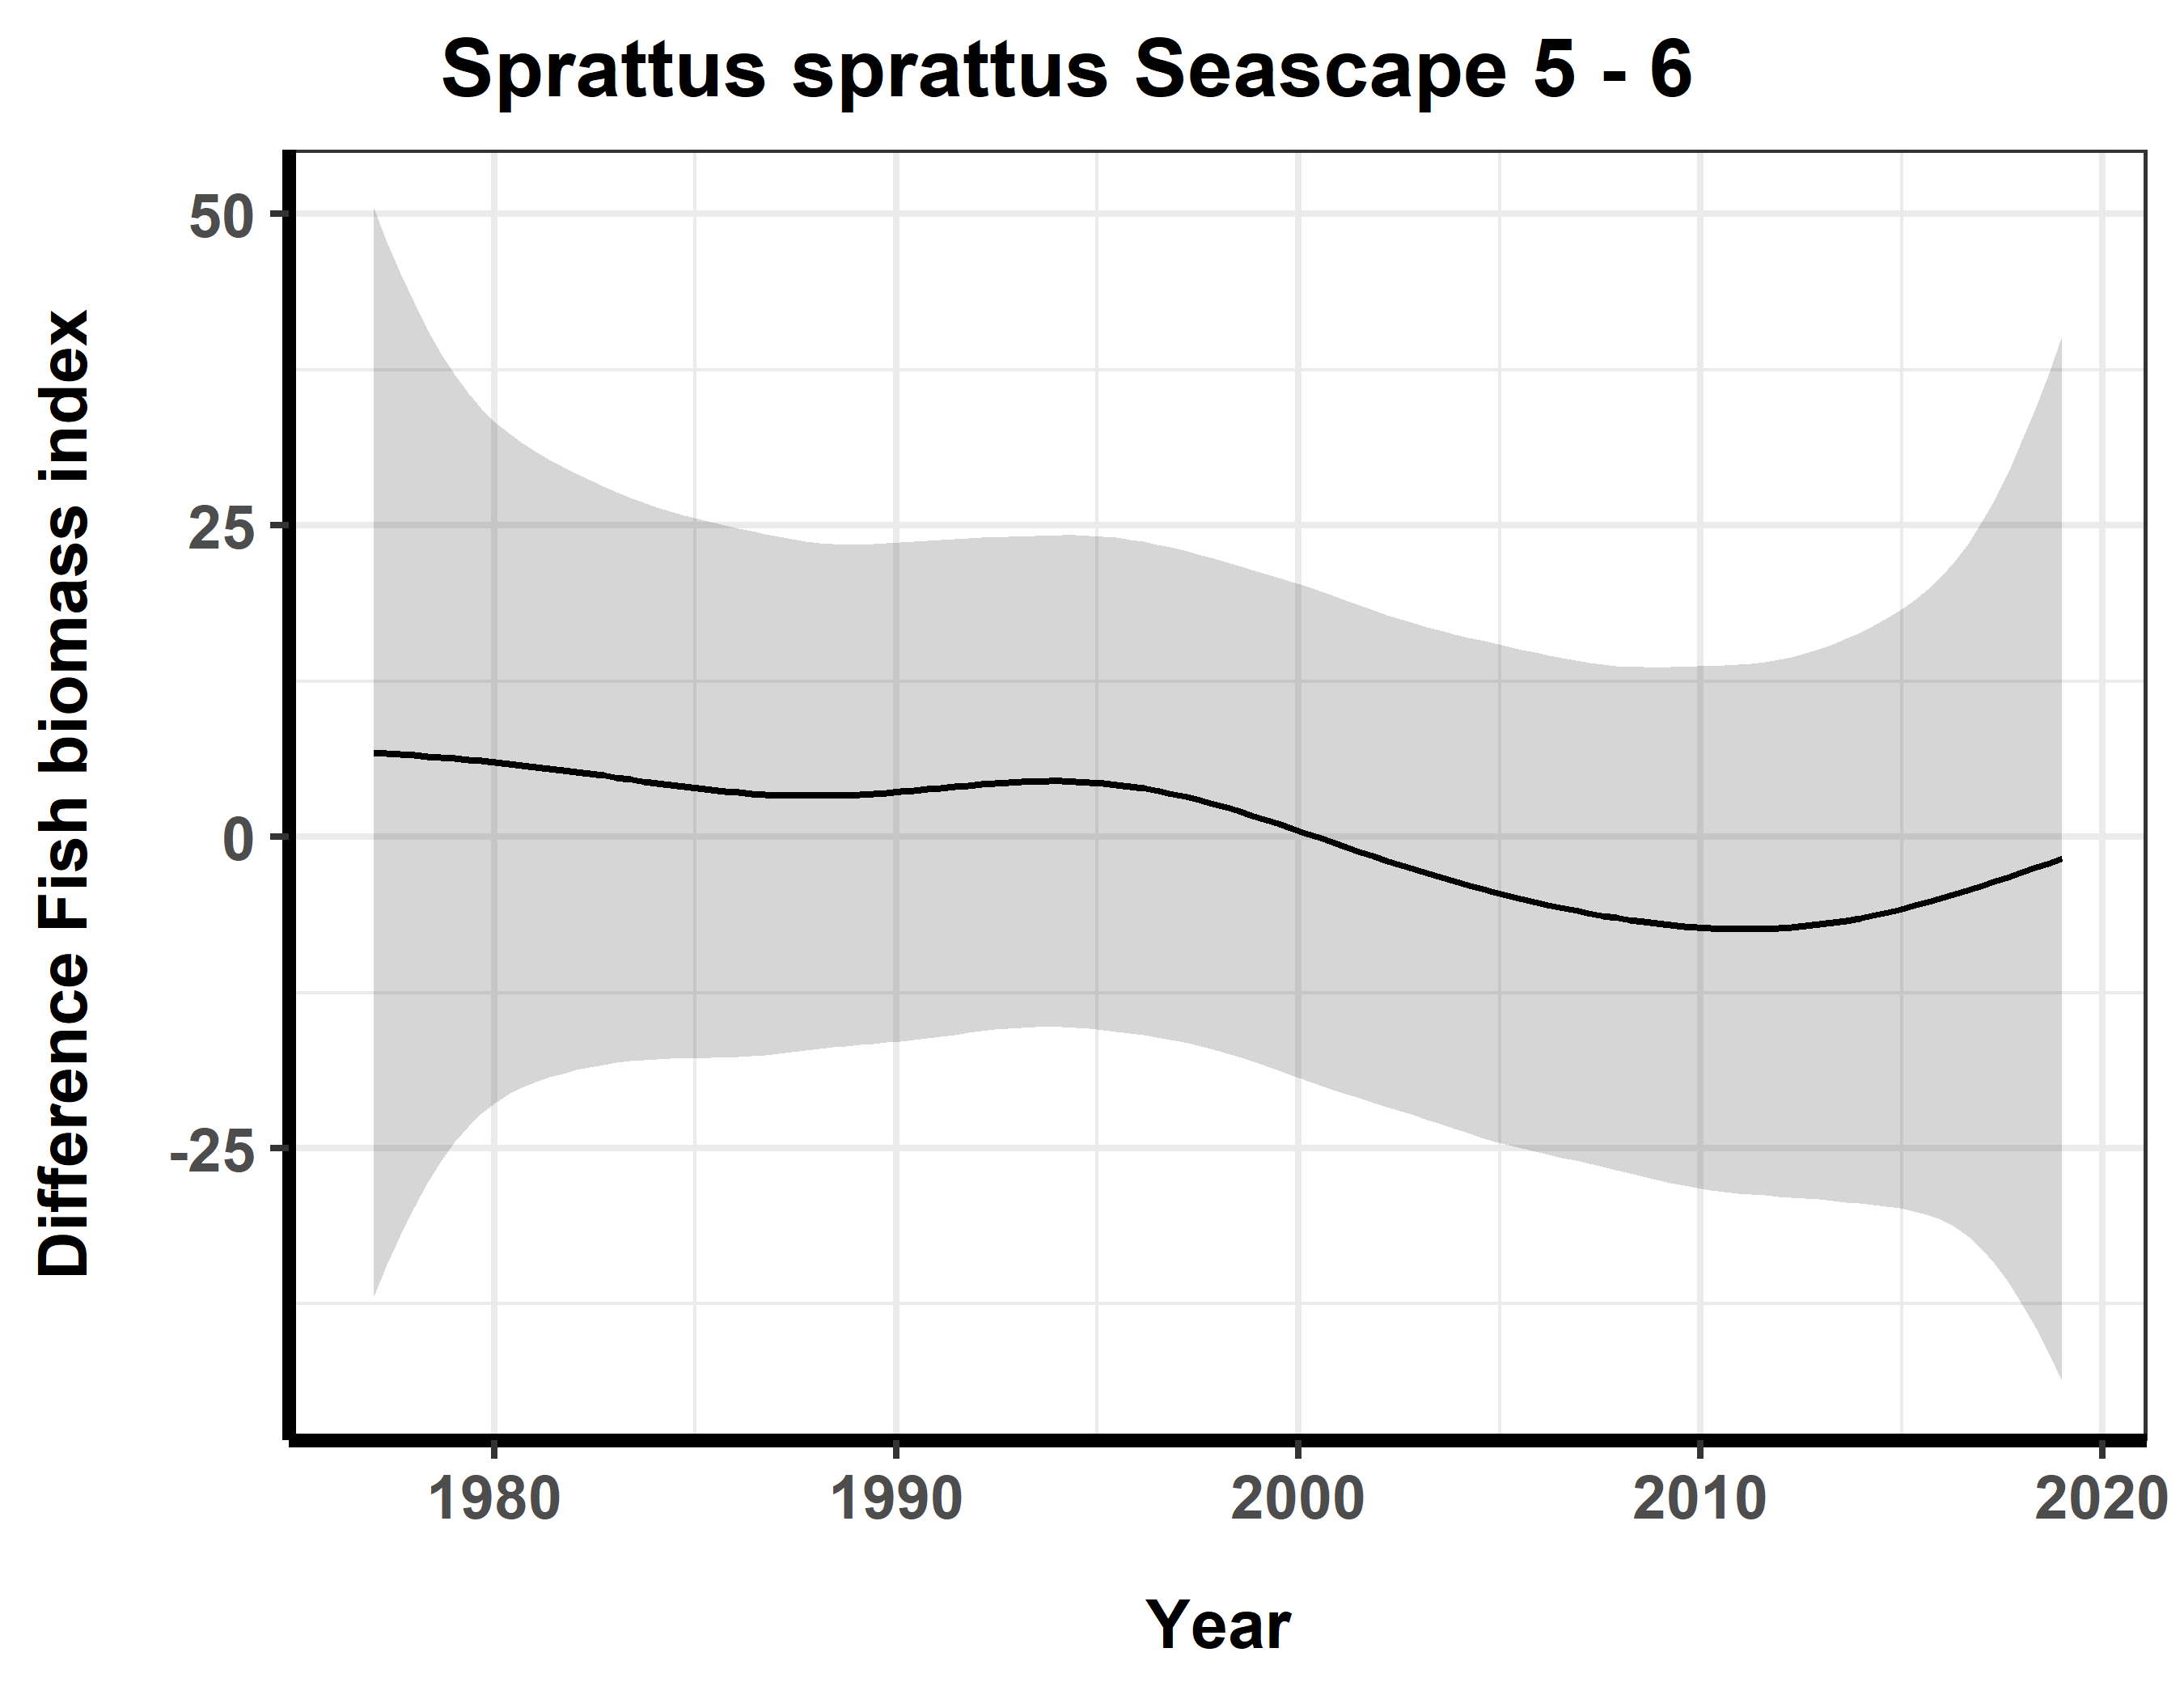 Sprattus sprattus Seascape 5 - 6
Difference Fish biomass index
50
25
0
-25
1980 1990 2000 2010 2020
Year